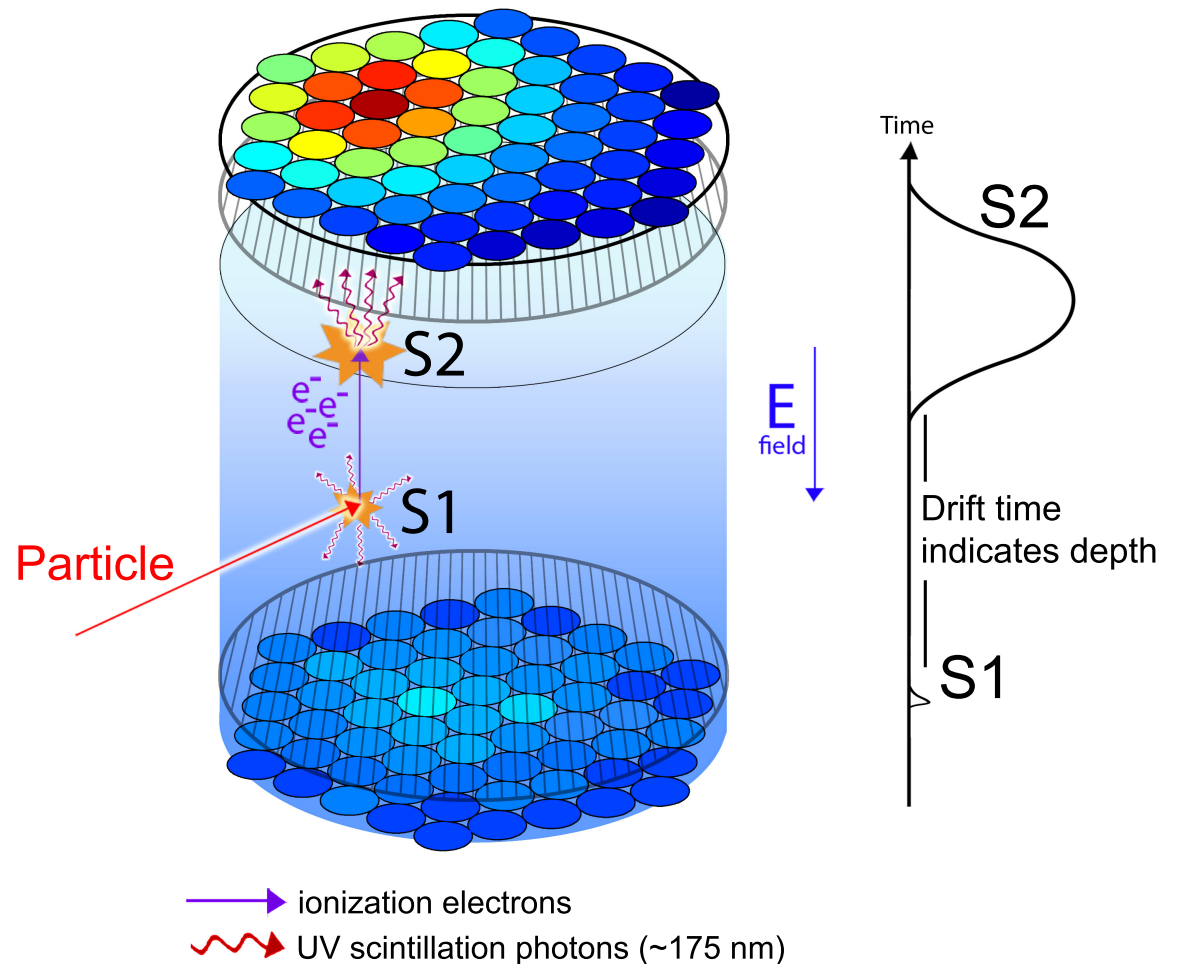 Time
S2
S2
e-
e-
e-
e-
E
field
S1
Drift time
indicates depth
Particle
S1
ionization electrons
UV scintillation photons (~175 nm)